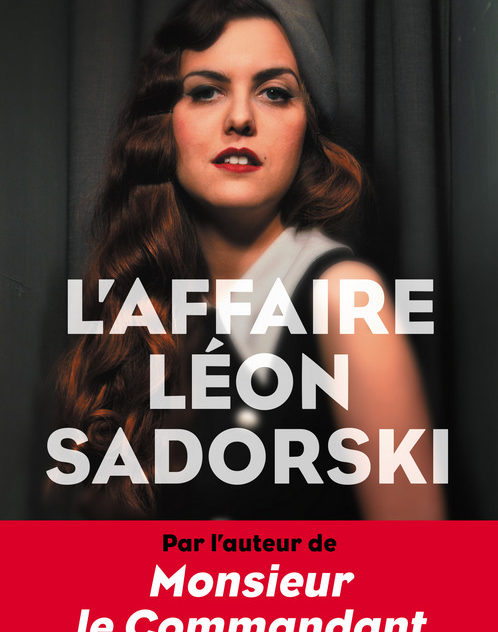 L'AFFAIRE
LÉON
SADORSKI
Par l'auteur de
Monsieur
le Commandant